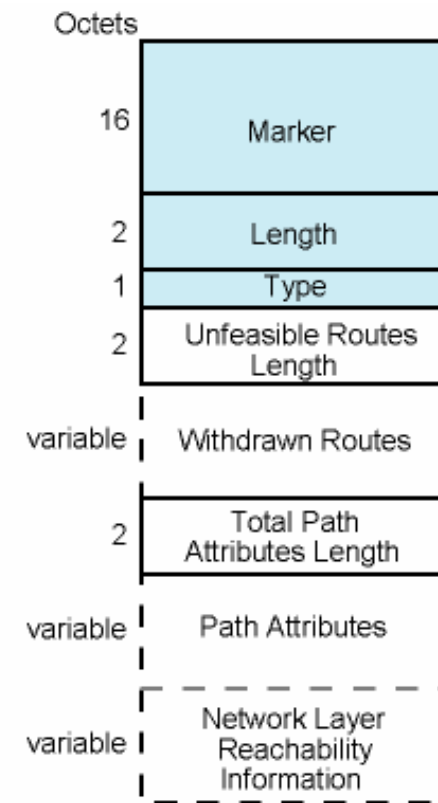 Octets
16 Marker
2 Length
1 Type
2 Unfeasible Routes
Length
variable Withdrawn Routes
2 Total Path
Attributes Length
variable Path Attributes
variable Network Layer
Reachability
Information